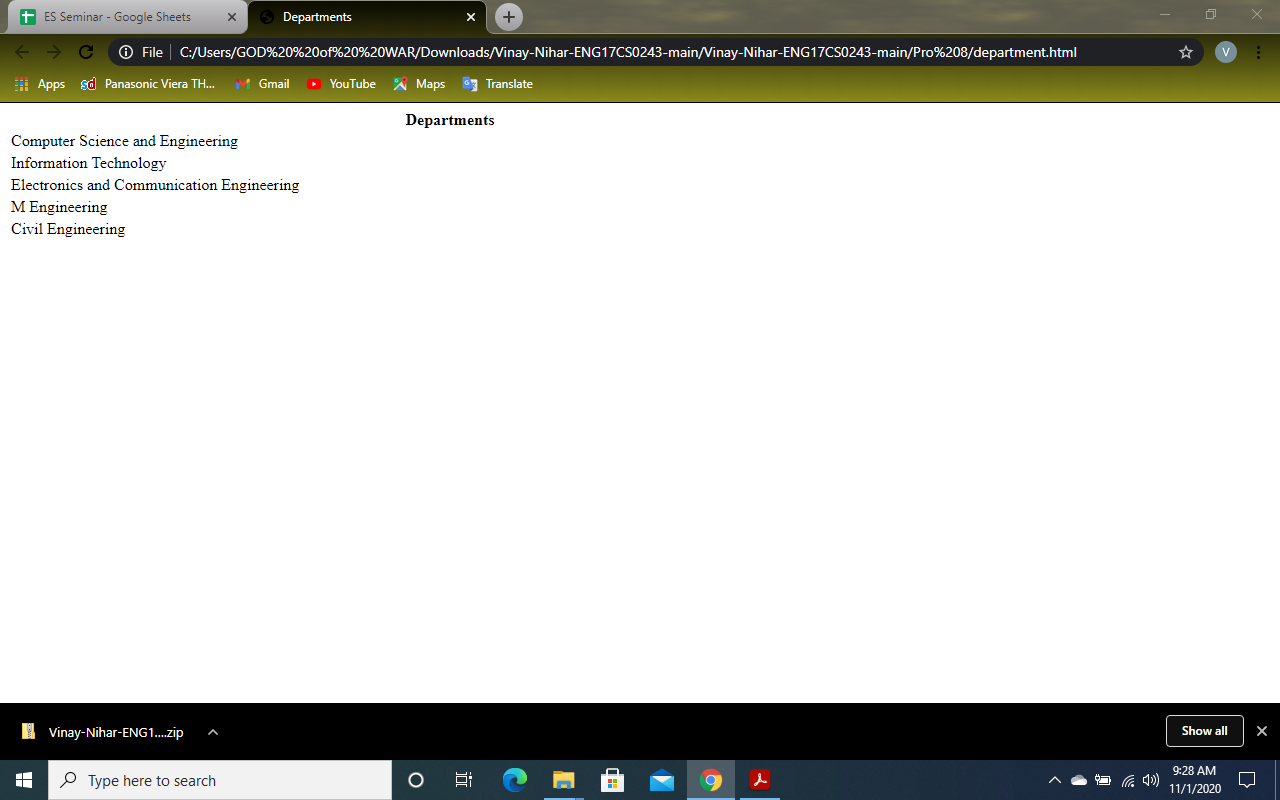 ES Seminar - Google Sheets
Departments
File
C:/Users/GOD%20%20of%20%20WAR/Downloads/Vinay-Nihar-ENG17CS0243-main/Vinay-Nihar-ENG17CS0243-main/Pro%208/department.html
V
Apps
Panasonic Viera TH...
Gmail
YouTube
Maps
Translate
Departments
Computer Science and Engineering
Information Technology
Electronics and Communication Engineering
M Engineering
Civil Engineering
Vinay-Nihar-ENG1....zip
Show all
Type here to search
9:28 AM
11/1/2020